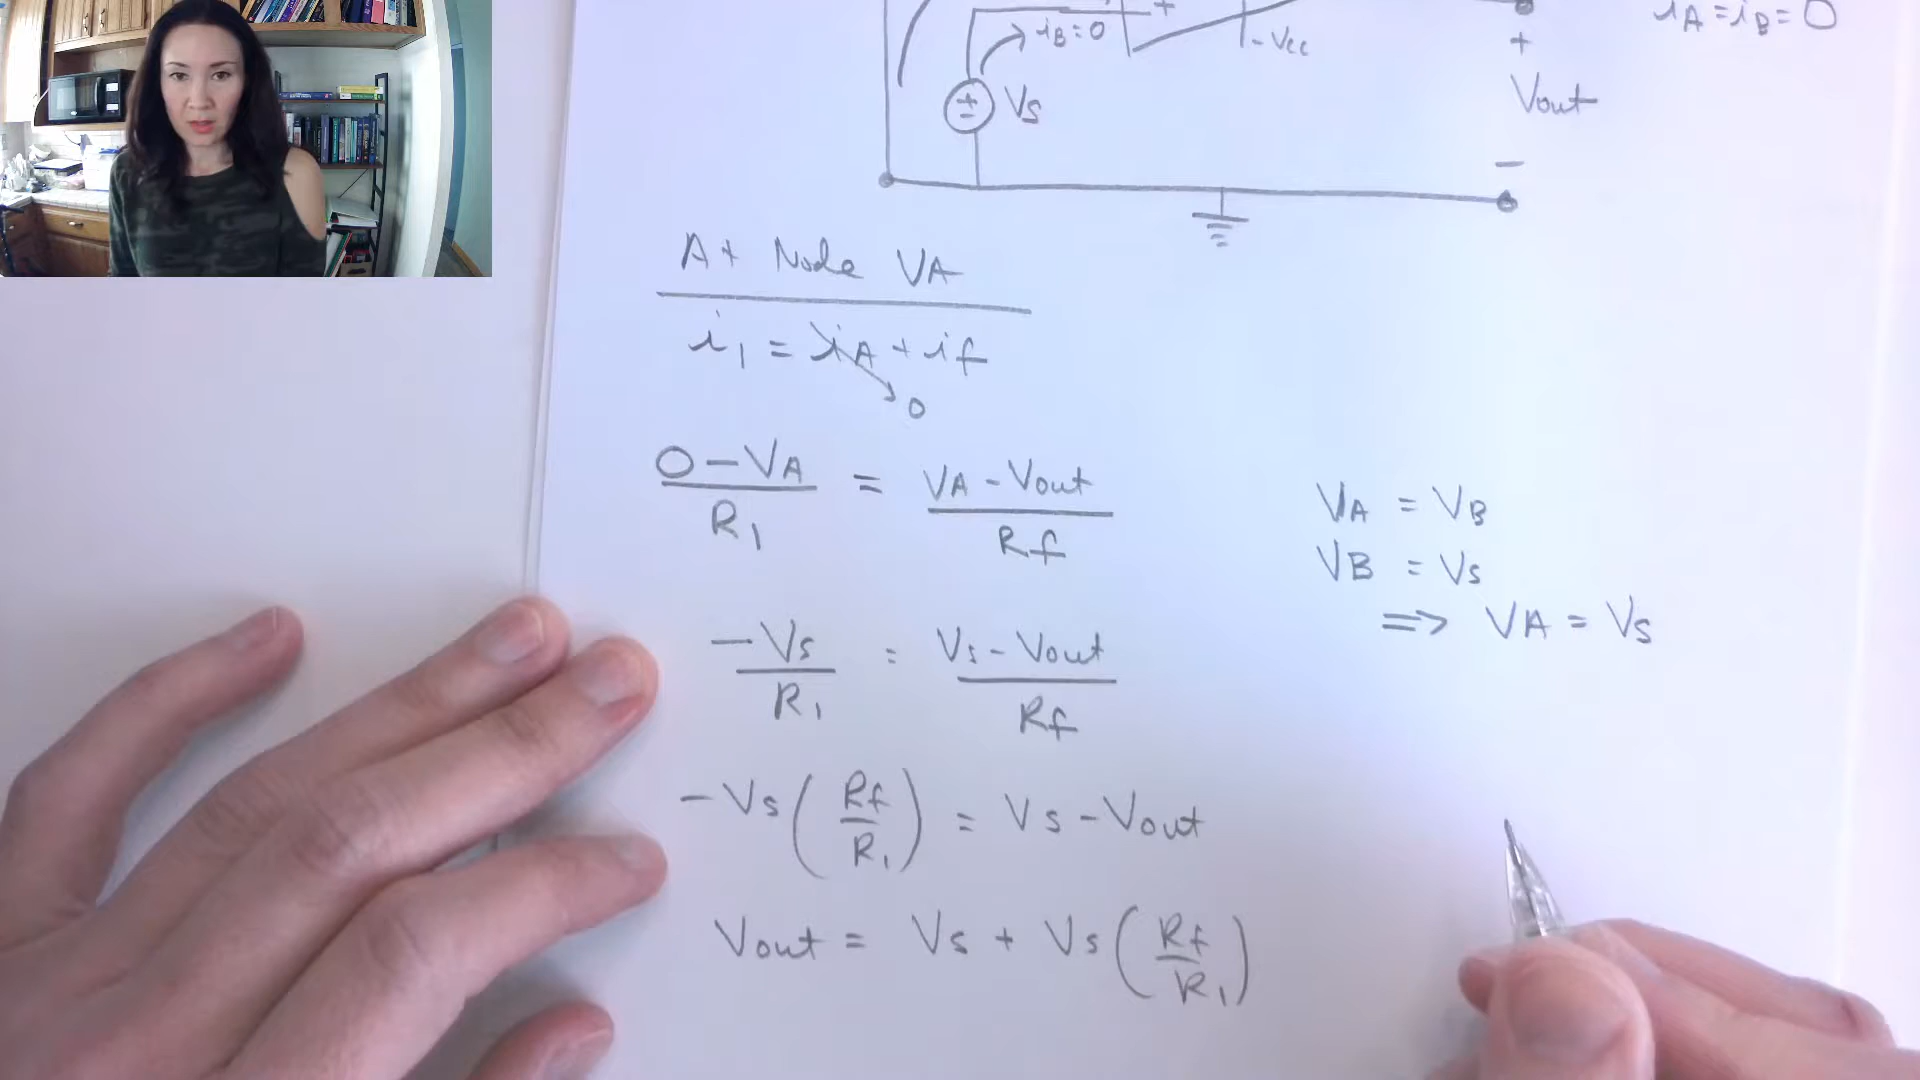 iA = iB = 0
+
iB = 0
-Vcc
+
±
Vs
Vout
−
At Node VA
i1 = iA + if
0
0 - VA / R1 = VA - Vout / Rf
VA = VB
VB = Vs
=> VA = Vs
-Vs / R1 = Vs - Vout / Rf
-Vs (Rf / R1) = Vs - Vout
Vout = Vs + Vs (Rf / R1)